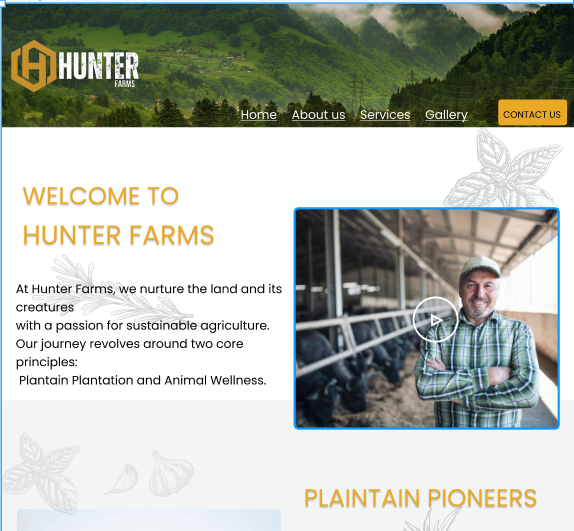 HUNTER
FARMS
Home About us Services Gallery CONTACT US
WELCOME TO
HUNTER FARMS
At Hunter Farms, we nurture the land and its
creatures
with a passion for sustainable agriculture.
Our journey revolves around two core
principles:
Plantain Plantation and Animal Wellness.
PLAINTAIN PIONEERS